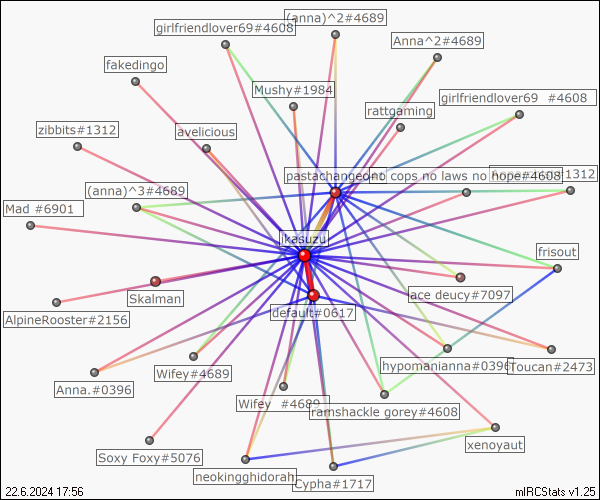 (anna)^2#4689
girlfriendlover69#4608
Anna^2#4689
fakedingo
Mushy#1984
girlfriendlover69 #4608
rattgaming
zibbits#1312
avelicious
pastachangeon
cops no laws no hope#4608
1312
(anna)^3#4689
Mad #6901
ikasuzu
frisout
Skalman
lace deucy#7097
AlpineRooster#2156
default#0617
Wifey#4689
hypomanianna#0396
Toucan#2473
Anna.#0396
Wifey #4689
ramshackle gorey#4608
xenoyaut
Soxy Foxy#5076
neokingghidorah
Cypha#1717
22.6.2024 17:56
mIRCStats v1.25